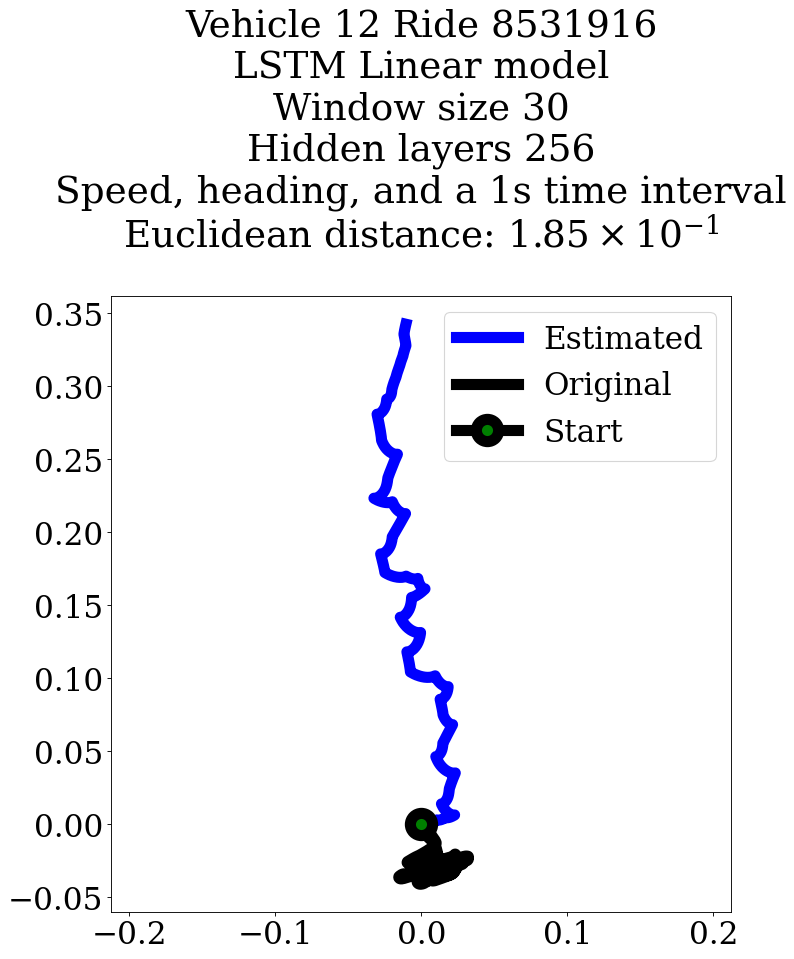 Vehicle 12 Ride 8531916
LSTM Linear model
Window size 30
Hidden layers 256
Speed, heading, and a 1s time interval
Euclidean distance: 1.85 × 10⁻¹
Estimated
Original
Start
0.35
0.30
0.25
0.20
0.15
0.10
0.05
0.00
−0.05
−0.2
−0.1
0.0
0.1
0.2